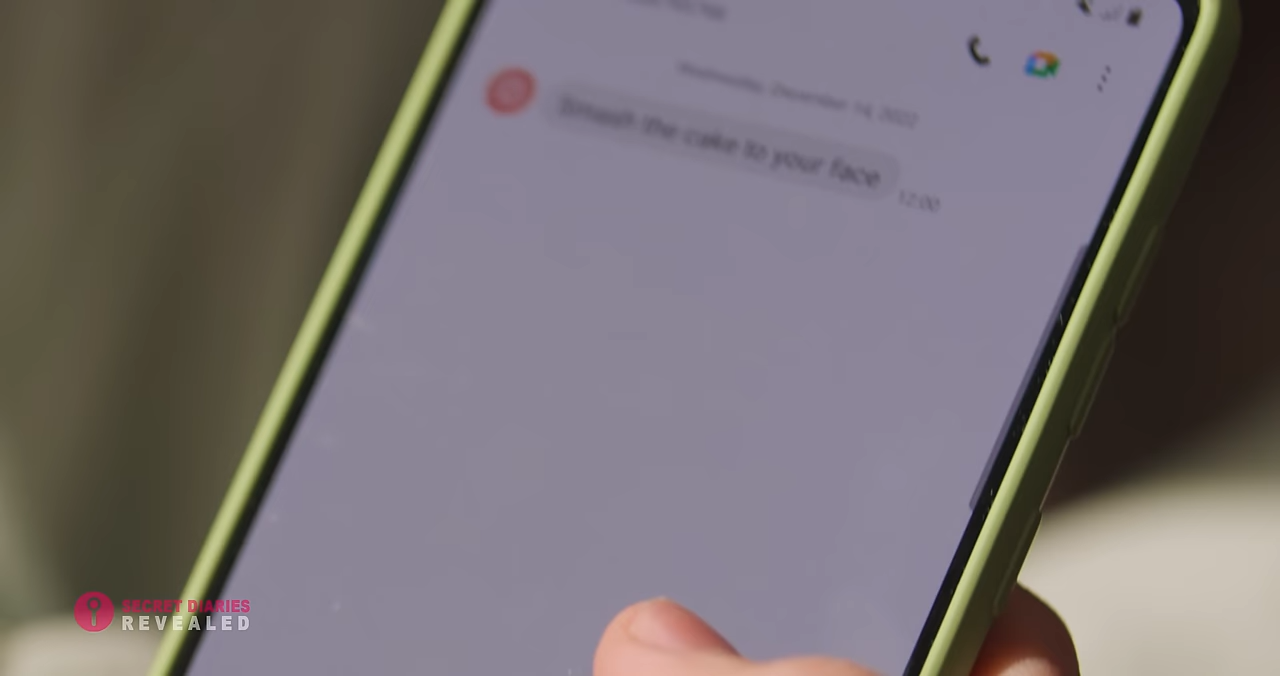 Wednesday, December 14, 2022
Smash the cake to your face
12:00
SECRET DIARIES
REVEALED